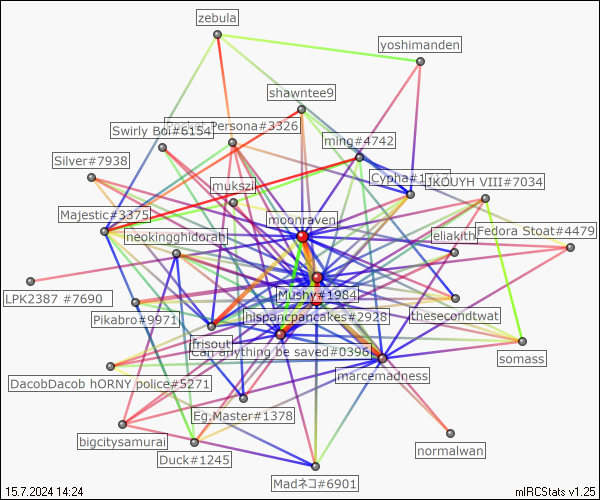 zebula
yoshimanden
shawntee9
Persona#3326
Swirly Boi#6154
ming#4742
Silver#7938
JKOUYH VIII#7034
mukszi
Majestic#3375
moonraven
neokingghidorah
eliakith
Fedora Stoat#4479
LPK2387 #7690
Mushy#1984
Pikabro#9971
hispancpancakes#2928
thesecondtwat
frisout
Can anything be saved#0396
somass
DacobDacob hORNY police#5271
marcemadness
Eg.Master#1378
bigcitysamurai
normalwan
Duck#1245
Madネコ#6901
15.7.2024 14:24
mIRCStats v1.25